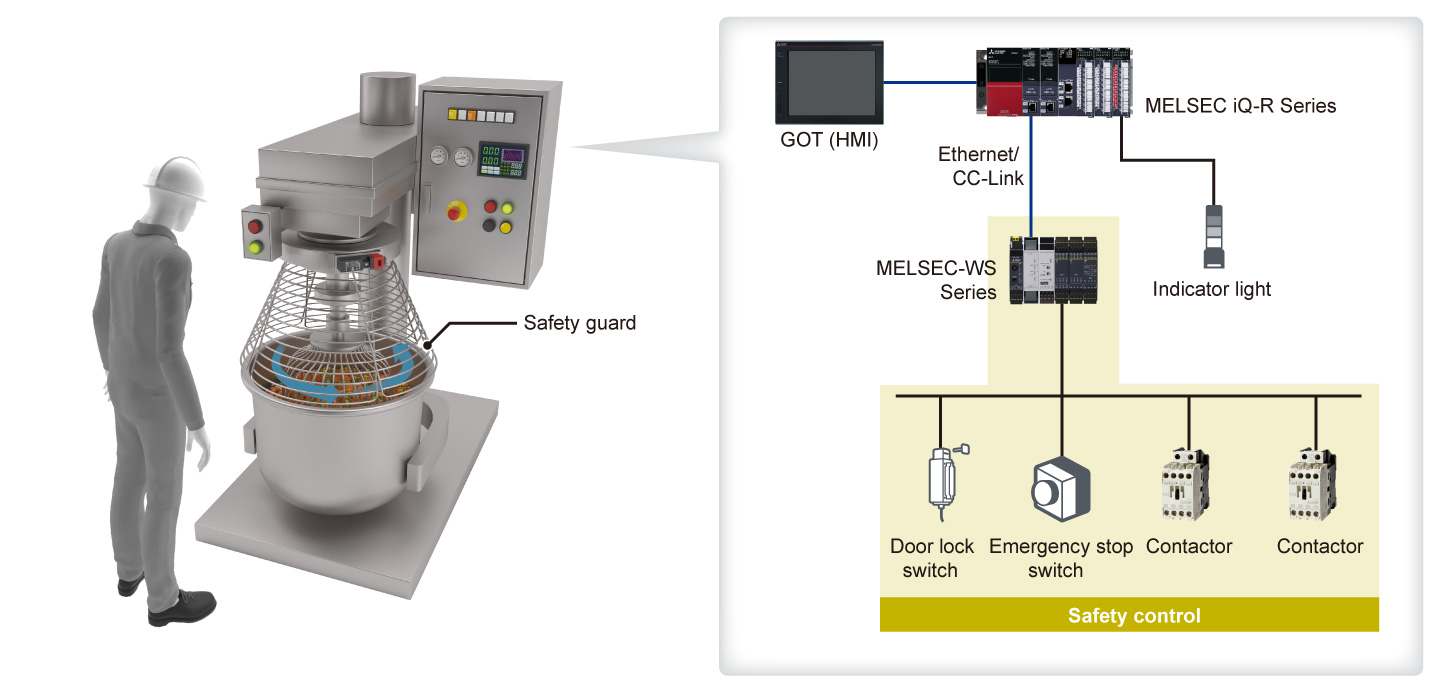 GOT (HMI)
MELSEC iQ-R Series
Ethernet/
CC-Link
MELSEC-WS
Series
Indicator light
Safety guard
Door lock
switch
Emergency stop
switch
Contactor
Contactor
Safety control